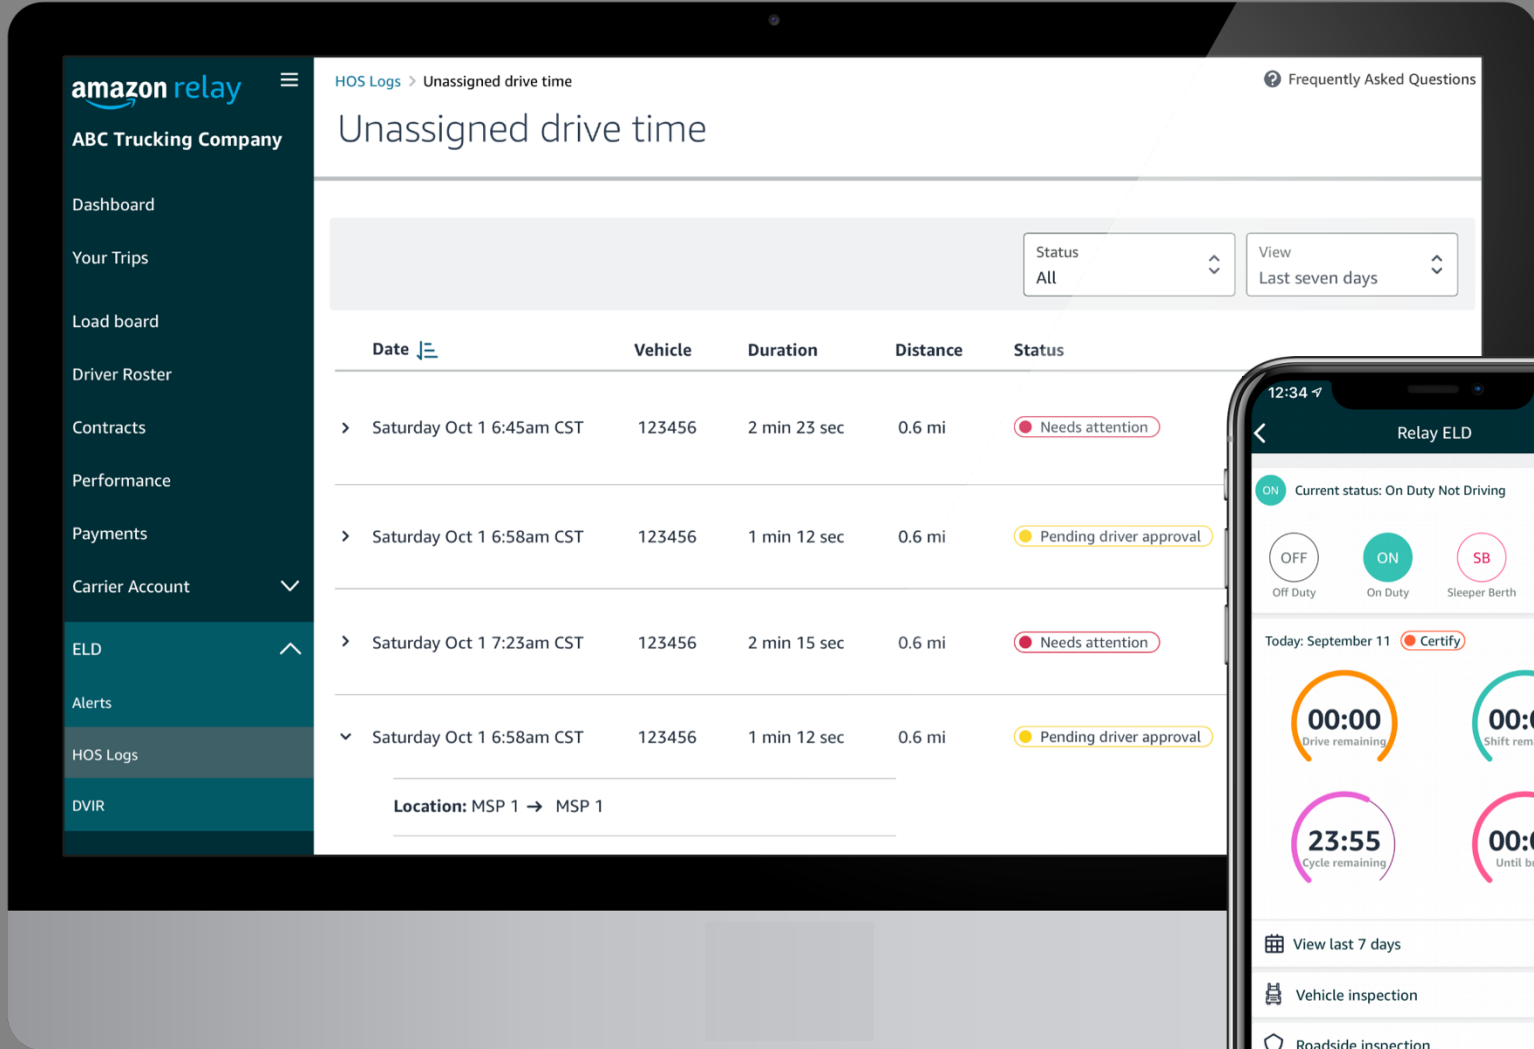 amazon relay
ABC Trucking Company
Dashboard
Your Trips
Load board
Driver Roster
Contracts
Performance
Payments
Carrier Account
ELD
Alerts
HOS Logs
DVIR
HOS Logs > Unassigned drive time
Frequently Asked Questions
Unassigned drive time
Status
All
View
Last seven days
Date Vehicle Duration Distance Status
Saturday Oct 1 6:45am CST 123456 2 min 23 sec 0.6 mi Needs attention
Saturday Oct 1 6:58am CST 123456 1 min 12 sec 0.6 mi Pending driver approval
Saturday Oct 1 7:23am CST 123456 2 min 15 sec 0.6 mi Needs attention
Saturday Oct 1 6:58am CST 123456 1 min 12 sec 0.6 mi Pending driver approval
Location: MSP 1 → MSP 1
12:34
Relay ELD
ON Current status: On Duty Not Driving
OFF ON SB
Off Duty On Duty Sleeper Berth
Today: September 11 Certify
00:00 00:
Drive remaining Shift
23:55 00:
Cycle remaining Until
View last 7 days
Vehicle inspection
Roadside inspection